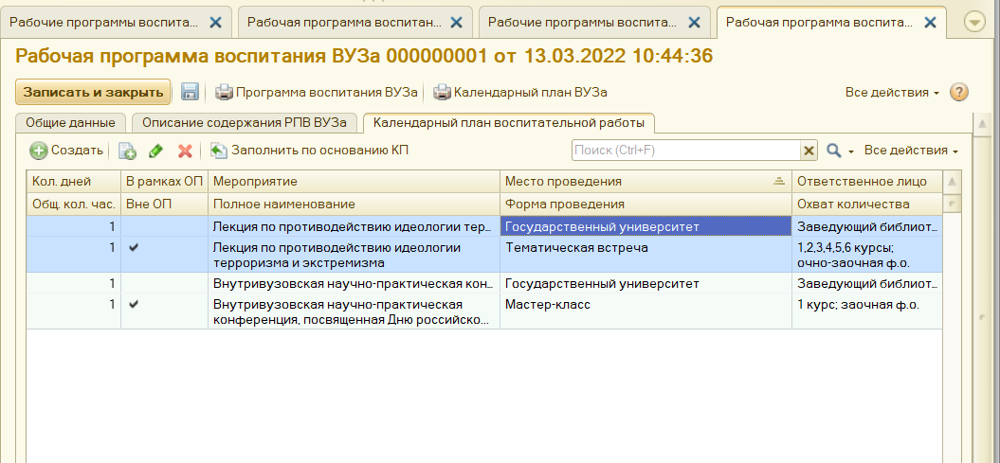 Рабочие программы воспита... Рабочая программа воспитан... Рабочие программы воспита... Рабочая программа воспита...
Рабочая программа воспитания ВУЗа 000000001 от 13.03.2022 10:44:36
Записать и закрыть Программа воспитания ВУЗа Календарный план ВУЗа Все действия ?
Общие данные Описание содержания РПВ ВУЗа Календарный план воспитательной работы
Создать Заполнить по основанию КП Поиск (Ctrl+F) Все действия
Кол. дней В рамках ОП Мероприятие Место проведения Ответственное лицо
Общ. кол. час. Вне ОП Полное наименование Форма проведения Охват количества
1 Лекция по противодействию идеологии тер... Государственный университет Заведующий библиот...
1 Лекция по противодействию идеологии Тематическая встреча 1,2,3,4,5,6 курсы;
терроризма и экстремизма очно-заочная ф.о.
1 Внутривузовская научно-практическая кон... Государственный университет Заведующий библиот...
1 Внутривузовская научно-практическая Мастер-класс 1 курс; заочная ф.о.
конференция, посвященная Дню российско...